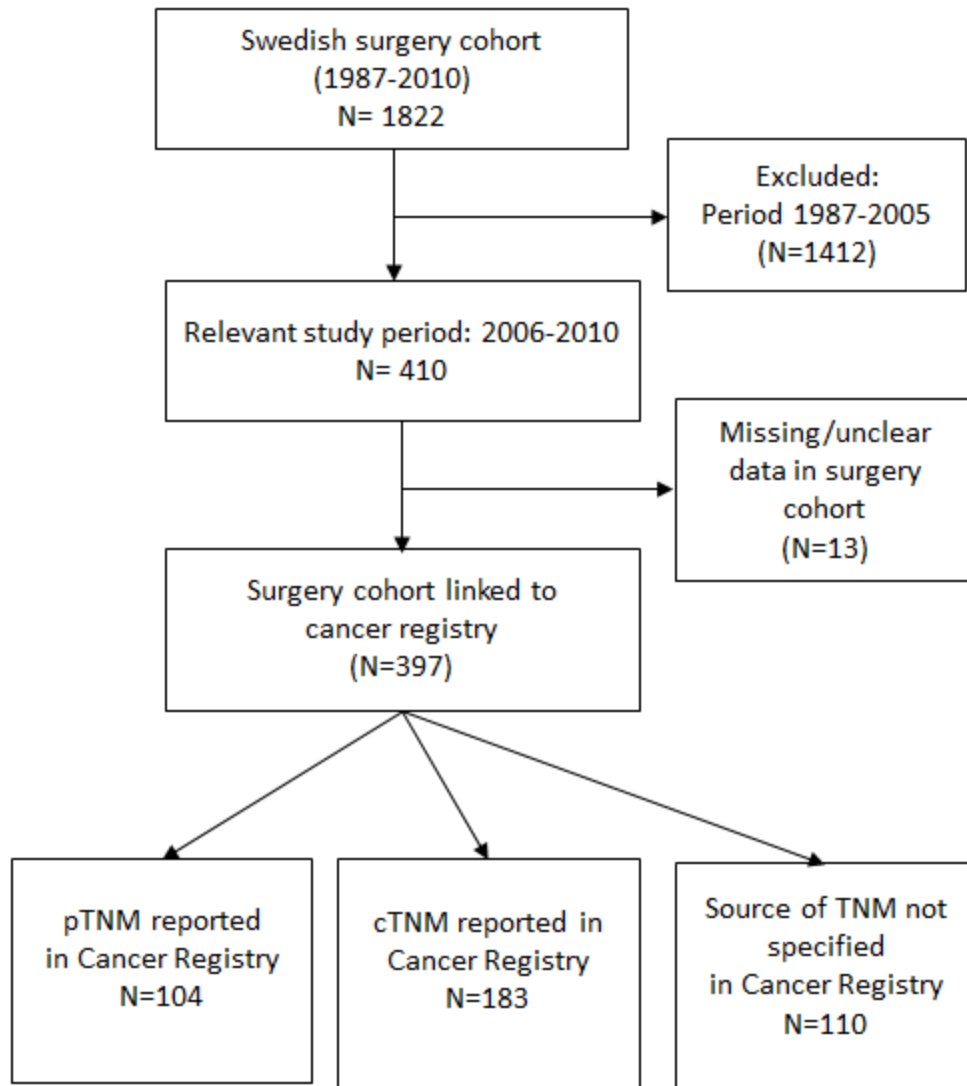 Swedish surgery cohort
(1987-2010)
N= 1822
Excluded:
Period 1987-2005
(N=1412)
Relevant study period: 2006-2010
N= 410
Missing/unclear
data in surgery
cohort
(N=13)
Surgery cohort linked to
cancer registry
(N=397)
pTNM reported
in Cancer Registry
N=104
cTNM reported in
Cancer Registry
N=183
Source of TNM not
specified
in Cancer Registry
N=110